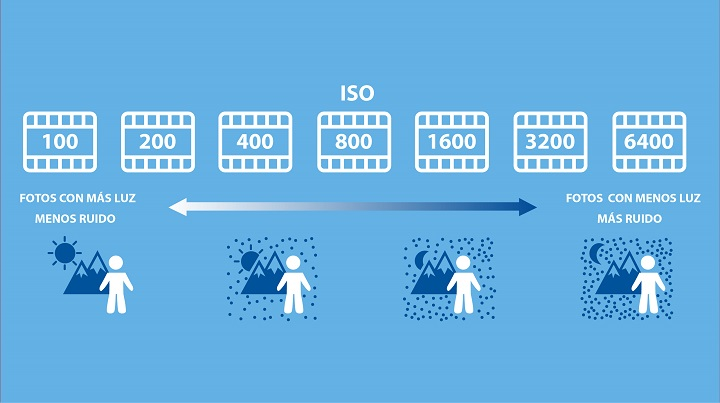 ISO
100 200 400 800 1600 3200 6400
FOTOS CON MÁS LUZ
MENOS RUIDO
FOTOS CON MENOS LUZ
MÁS RUIDO